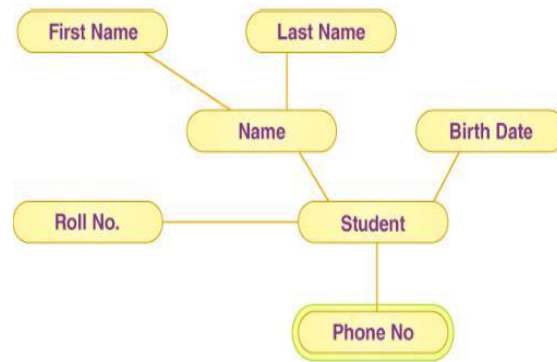 First Name
Last Name
Name
Birth Date
Roll No.
Student
Phone No